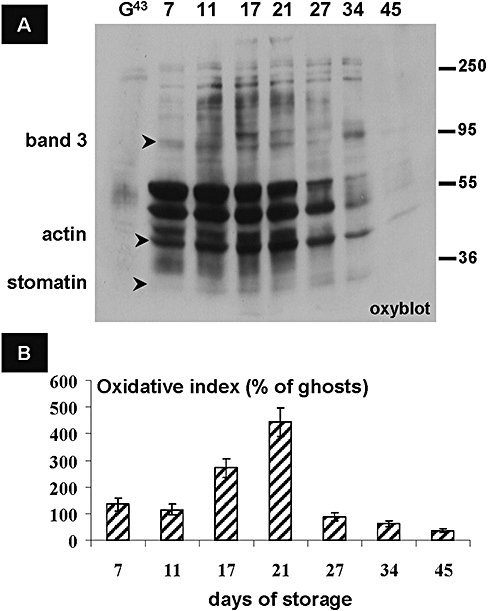 A
G43 7 11 17 21 27 34 45
250
band 3
95
55
actin
36
stomatin
oxyblot
B
Oxidative index (% of ghosts)
600
500
400
300
200
100
0
7 11 17 21 27 34 45
days of storage